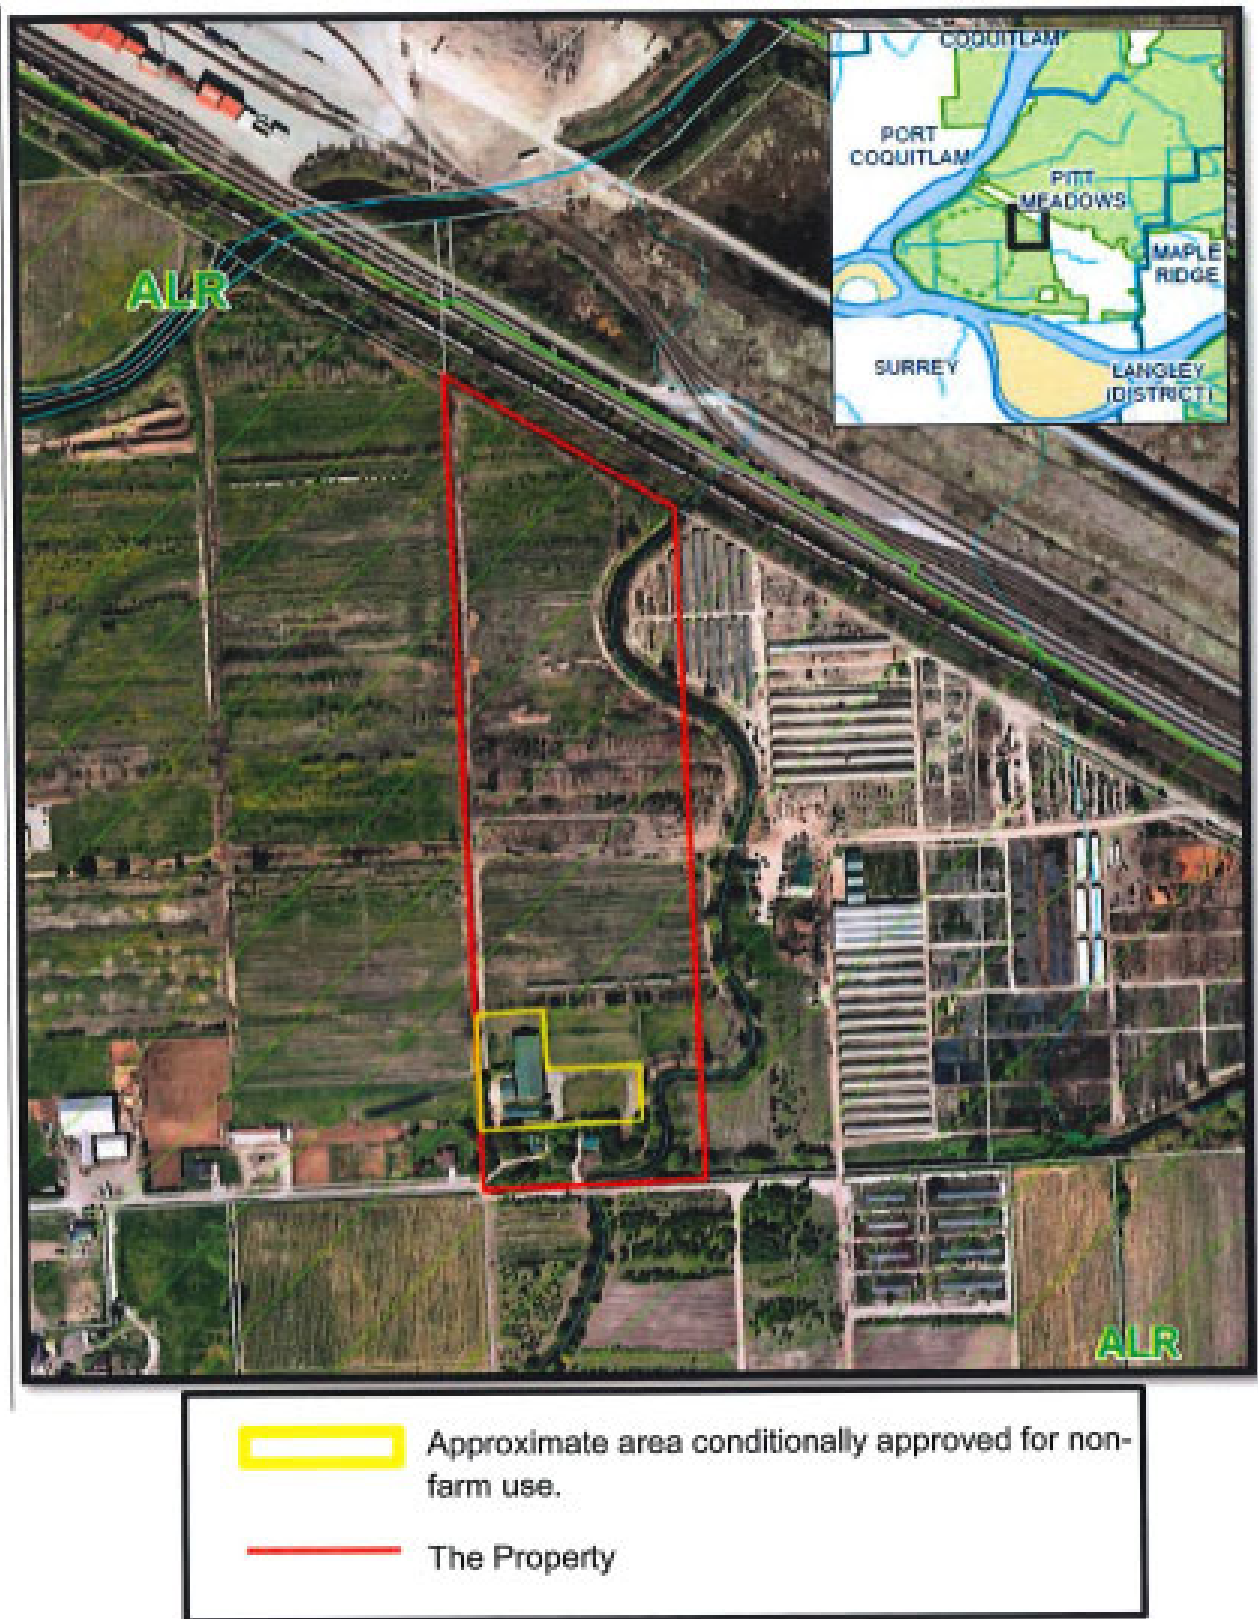 COQUITLAM
PORT
COQUITLAM
PITT
MEADOWS
MAPLE
RIDGE
SURREY
LANGLEY
(DISTRICT)
ALR
ALR
Approximate area conditionally approved for non-
farm use.
The Property